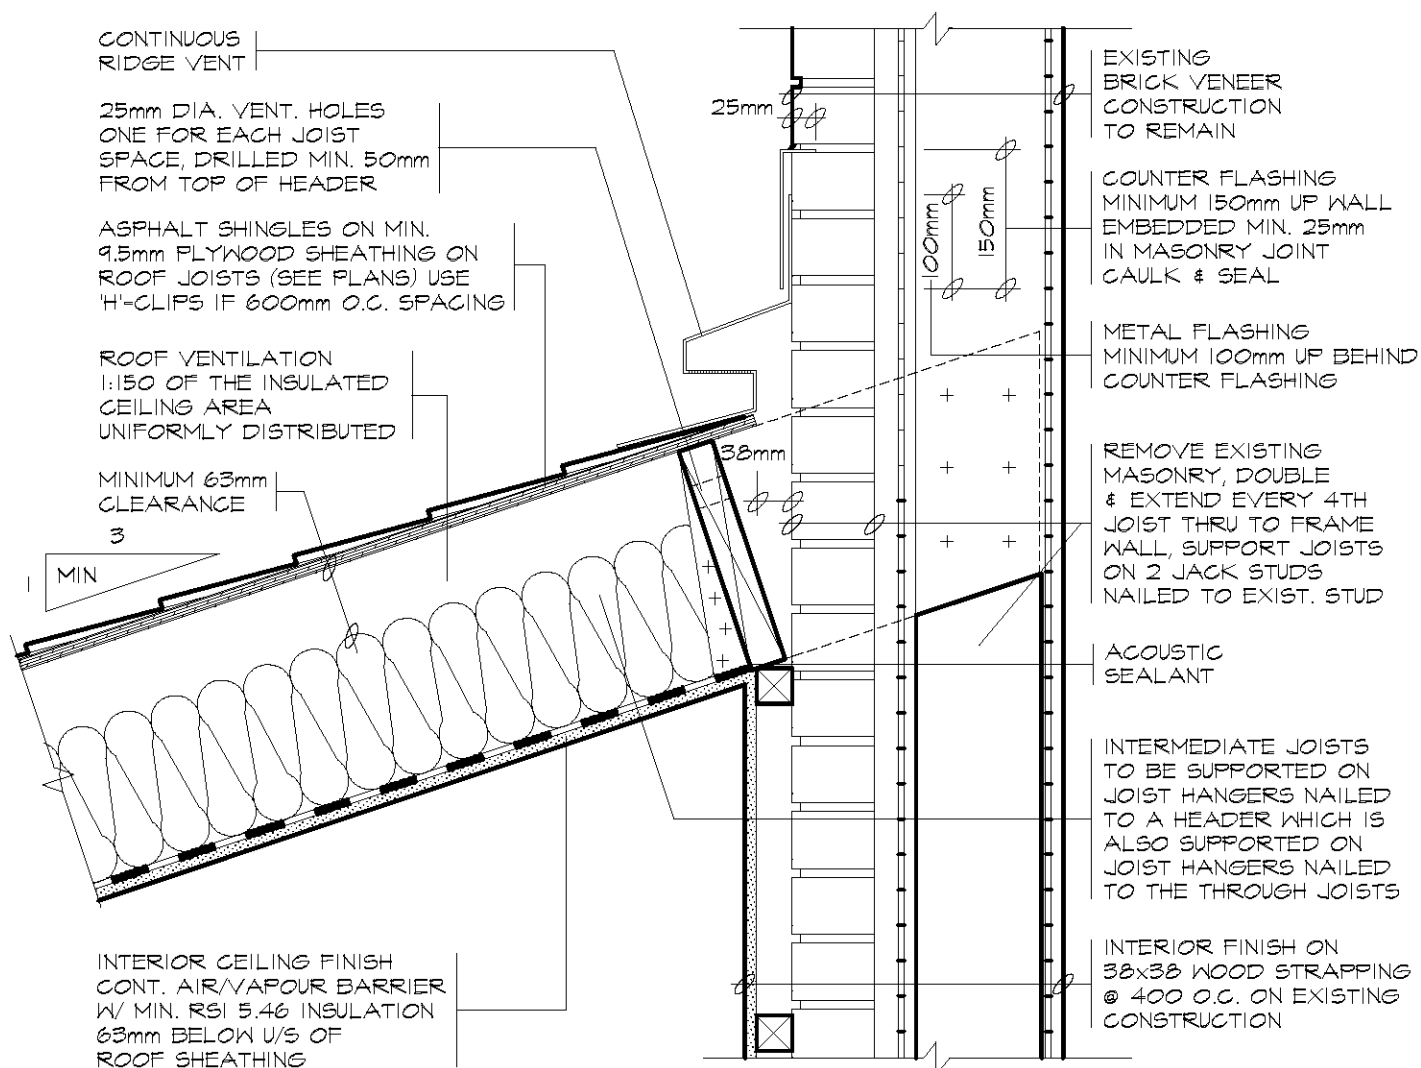 CONTINUOUS
RIDGE VENT
25mm DIA. VENT. HOLES
ONE FOR EACH JOIST
SPACE, DRILLED MIN. 50mm
FROM TOP OF HEADER
ASPHALT SHINGLES ON MIN.
9.5mm PLYWOOD SHEATHING ON
ROOF JOISTS (SEE PLANS) USE
'H'-CLIPS IF 600mm O.C. SPACING
ROOF VENTILATION
1:150 OF THE INSULATED
CEILING AREA
UNIFORMLY DISTRIBUTED
MINIMUM 63mm
CLEARANCE
3
1
MIN
INTERIOR CEILING FINISH
CONT. AIR/VAPOUR BARRIER
W/ MIN. RSI 5.46 INSULATION
63mm BELOW U/S OF
ROOF SHEATHING
25mm
38mm
100mm
150mm
EXISTING
BRICK VENEER
CONSTRUCTION
TO REMAIN
COUNTER FLASHING
MINIMUM 150mm UP WALL
EMBEDDED MIN. 25mm
IN MASONRY JOINT
CAULK & SEAL
METAL FLASHING
MINIMUM 100mm UP BEHIND
COUNTER FLASHING
REMOVE EXISTING
MASONRY, DOUBLE
& EXTEND EVERY 4TH
JOIST THRU TO FRAME
WALL, SUPPORT JOISTS
ON 2 JACK STUDS
NAILED TO EXIST. STUD
ACOUSTIC
SEALANT
INTERMEDIATE JOISTS
TO BE SUPPORTED ON
JOIST HANGERS NAILED
TO A HEADER WHICH IS
ALSO SUPPORTED ON
JOIST HANGERS NAILED
TO THE THROUGH JOISTS
INTERIOR FINISH ON
38x38 WOOD STRAPPING
@ 400 O.C. ON EXISTING
CONSTRUCTION